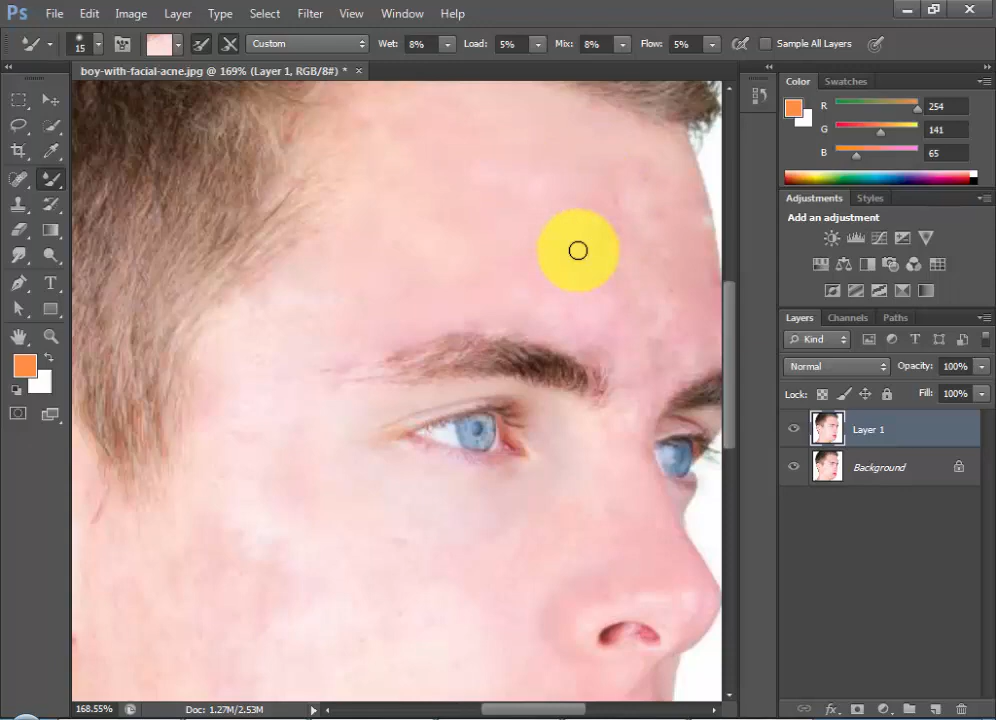 Ps File Edit Image Layer Type Select Filter View Window Help
15 Custom Wet: 8% Load: 5% Mix: 8% Flow: 5% Sample All Layers
boy-with-facial-acne.jpg @ 169% (Layer 1, RGB/8#) * ×
Color Swatches
R 254
G 141
B 65
Adjustments Styles
Add an adjustment
Layers Channels Paths
Kind
Normal Opacity: 100%
Lock: Fill: 100%
Layer 1
Background
168.55% Doc: 1.27M/2.53M
fx